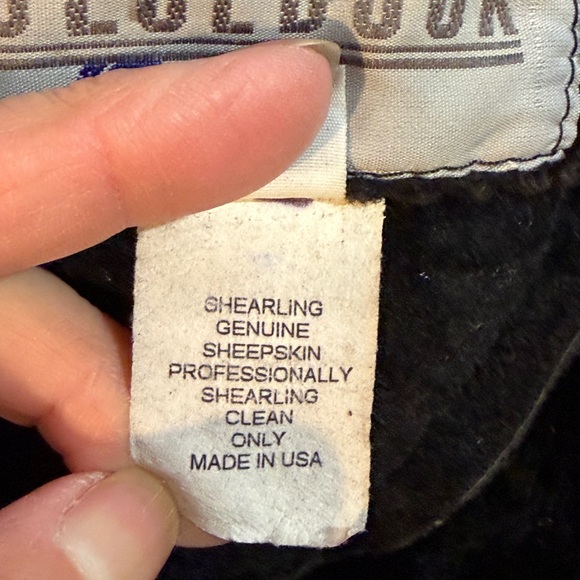 SHEARLING
GENUINE
SHEEPSKIN
PROFESSIONALLY
SHEARLING
CLEAN
ONLY
MADE IN USA